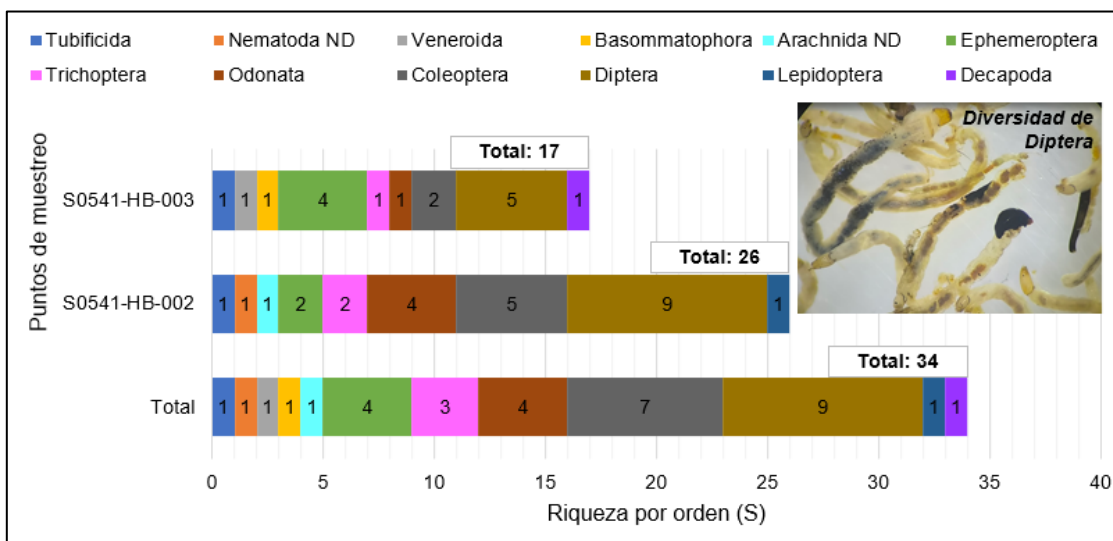 Tubificida Nematoda ND Veneroida Basommatophora Arachnida ND Ephemeroptera
Trichoptera Odonata Coleoptera Diptera Lepidoptera Decapoda
Diversidad de
Diptera
Total: 17
S0541-HB-003 1 1 1 4 1 1 2 5 1
Total: 26
S0541-HB-002 1 1 1 2 2 4 5 9 1
Total: 34
Total 1 1 1 1 1 4 3 4 7 9 1 1
0 5 10 15 20 25 30 35 40
Riqueza por orden (S)
Puntos de muestreo